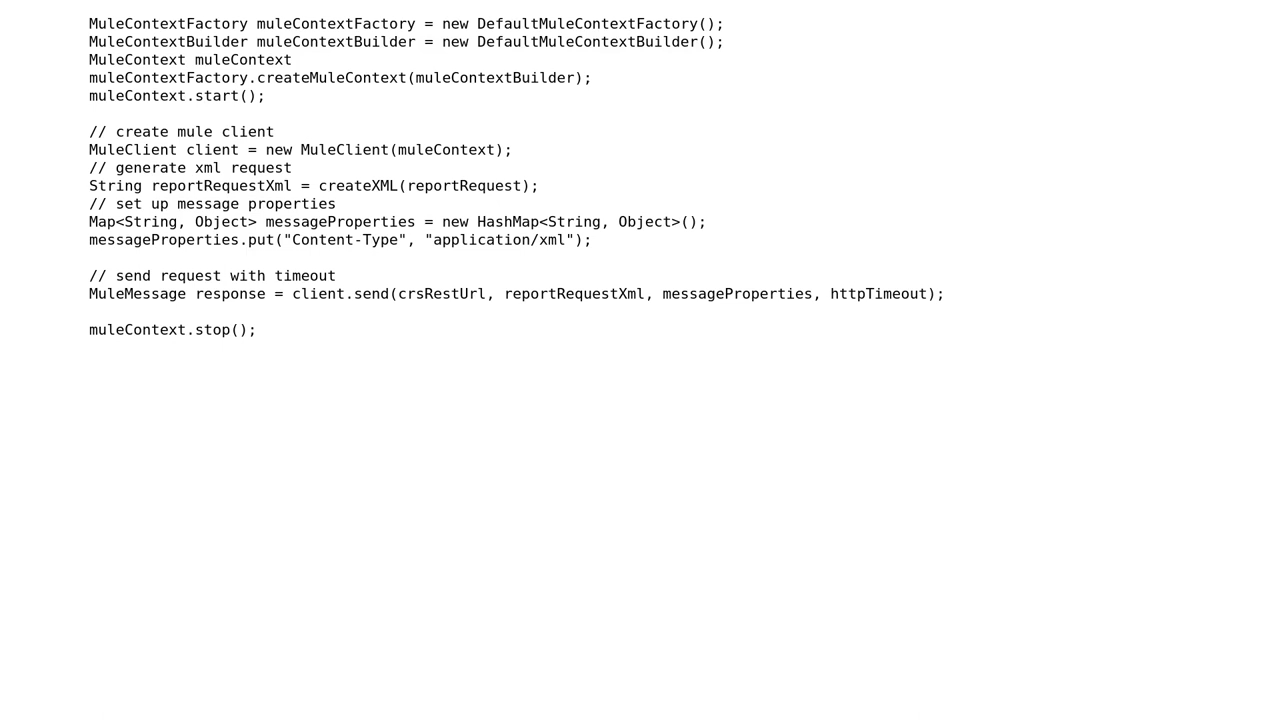 MuleContextFactory muleContextFactory = new DefaultMuleContextFactory();
MuleContextBuilder muleContextBuilder = new DefaultMuleContextBuilder();
MuleContext muleContext
muleContextFactory.createMuleContext(muleContextBuilder);
muleContext.start();

// create mule client
MuleClient client = new MuleClient(muleContext);
// generate xml request
String reportRequestXml = createXML(reportRequest);
// set up message properties
Map<String, Object> messageProperties = new HashMap<String, Object>();
messageProperties.put("Content-Type", "application/xml");

// send request with timeout
MuleMessage response = client.send(crsRestUrl, reportRequestXml, messageProperties, httpTimeout);

muleContext.stop();